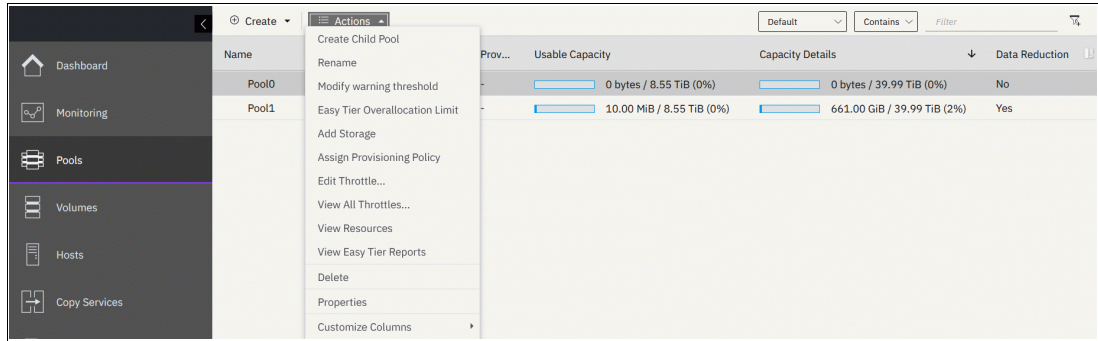 Create Actions Default Contains Filter
Name Prov... Usable Capacity Capacity Details Data Reduction
Pool0 - 0 bytes / 8.55 TiB (0%) 0 bytes / 39.99 TiB (0%) No
Pool1 - 10.00 MiB / 8.55 TiB (0%) 661.00 GiB / 39.99 TiB (2%) Yes
Dashboard
Monitoring
Pools
Volumes
Hosts
Copy Services
Create Child Pool
Rename
Modify warning threshold
Easy Tier Overallocation Limit
Add Storage
Assign Provisioning Policy
Edit Throttle...
View All Throttles...
View Resources
View Easy Tier Reports
Delete
Properties
Customize Columns